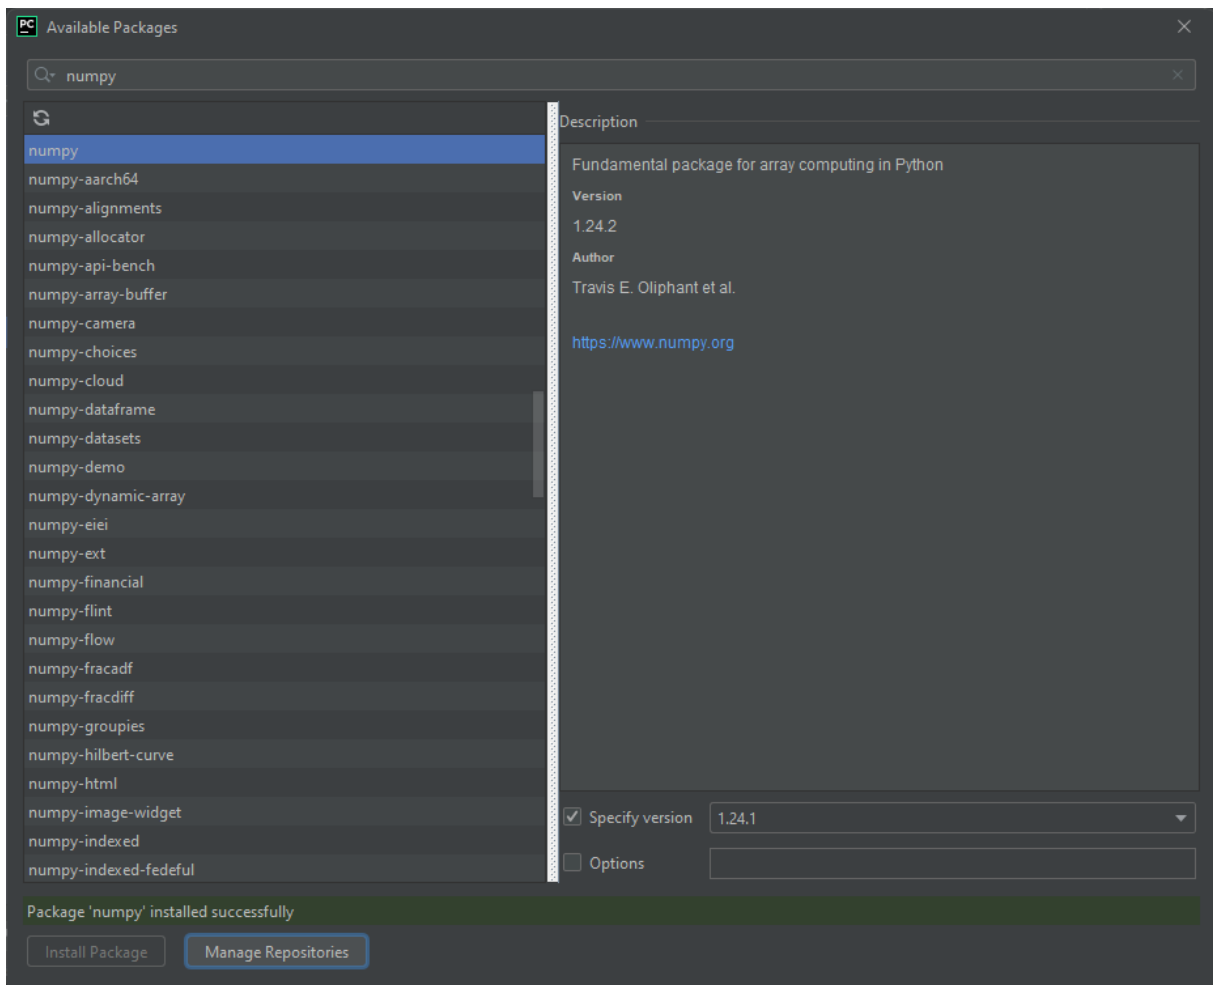 PC Available Packages
numpy
numpy
numpy-aarch64
numpy-alignments
numpy-allocator
numpy-api-bench
numpy-array-buffer
numpy-camera
numpy-choices
numpy-cloud
numpy-dataframe
numpy-datasets
numpy-demo
numpy-dynamic-array
numpy-eiei
numpy-ext
numpy-financial
numpy-flint
numpy-flow
numpy-fracadf
numpy-fracdiff
numpy-groupies
numpy-hilbert-curve
numpy-html
numpy-image-widget
numpy-indexed
numpy-indexed-fedeful
Description
Fundamental package for array computing in Python
Version
1.24.2
Author
Travis E. Oliphant et al.
https://www.numpy.org
Specify version 1.24.1
Options
Package 'numpy' installed successfully
Install Package Manage Repositories